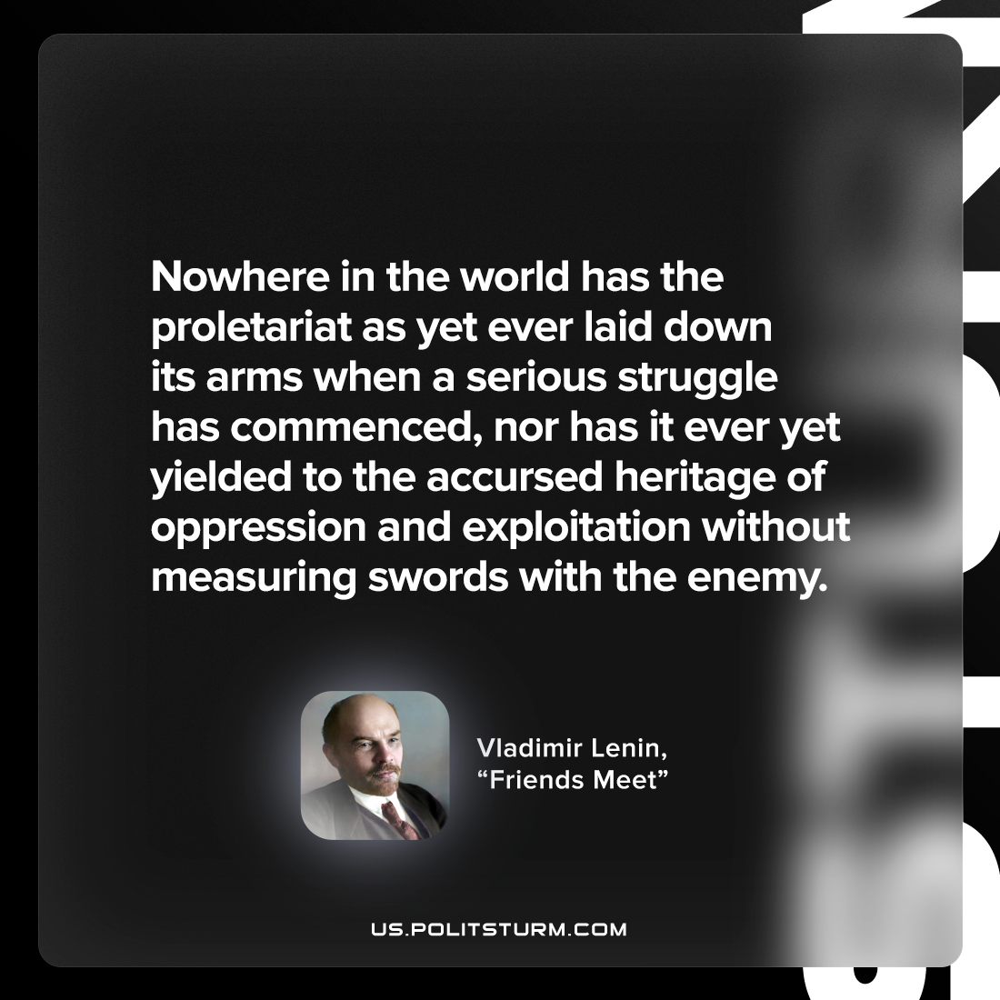 Nowhere in the world has the
proletariat as yet ever laid down
its arms when a serious struggle
has commenced, nor has it ever yet
yielded to the accursed heritage of
oppression and exploitation without
measuring swords with the enemy.
Vladimir Lenin,
“Friends Meet”
US.POLITSTURM.COM